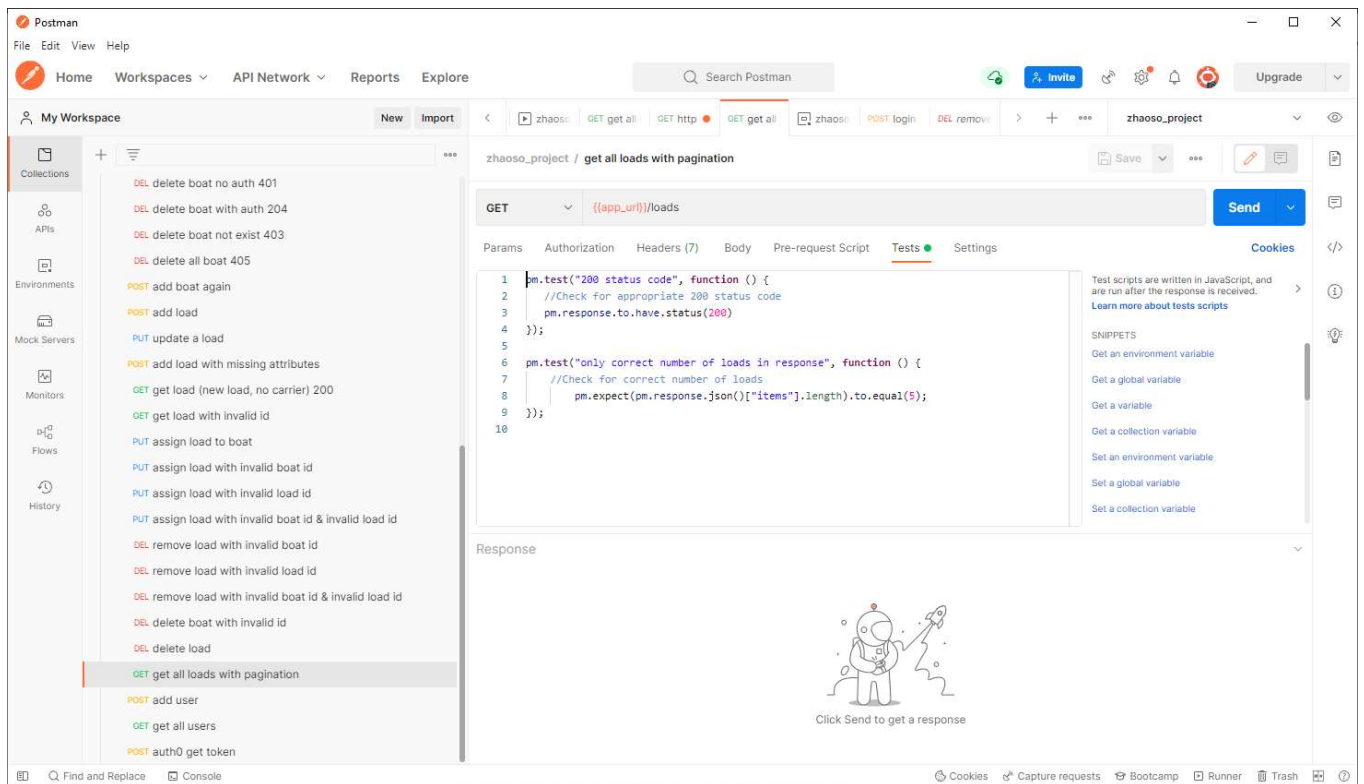 Postman
File Edit View Help
Home Workspaces API Network Reports Explore
Search Postman
Invite
Upgrade
My Workspace
New Import
zhaoso
GET get all
GET http
GET get all
zhaoso
POST login
DEL remove
zhaoso_project
Collections
APIs
Environments
Mock Servers
Monitors
Flows
History
DEL delete boat no auth 401
DEL delete boat with auth 204
DEL delete boat not exist 403
DEL delete all boat 405
POST add boat again
POST add load
PUT update a load
POST add load with missing attributes
GET get load (new load, no carrier) 200
GET get load with invalid id
PUT assign load to boat
PUT assign load with invalid boat id
PUT assign load with invalid load id
PUT assign load with invalid boat id & invalid load id
DEL remove load with invalid boat id
DEL remove load with invalid load id
DEL remove load with invalid boat id & invalid load id
DEL delete boat with invalid id
DEL delete load
GET get all loads with pagination
POST add user
GET get all users
POST auth0 get token
zhaoso_project / get all loads with pagination
Save
GET {{app_url}}/loads
Send
Params Authorization Headers (7) Body Pre-request Script Tests Settings
Cookies
1 pm.test("200 status code", function () {
2 //Check for appropriate 200 status code
3 pm.response.to.have.status(200)
4 });
5
6 pm.test("only correct number of loads in response", function () {
7 //Check for correct number of loads
8 pm.expect(pm.response.json()["items"].length).to.equal(5);
9 });
10
Test scripts are written in JavaScript, and
are run after the response is received.
Learn more about tests scripts
SNIPPETS
Get an environment variable
Get a global variable
Get a variable
Get a collection variable
Set an environment variable
Set a global variable
Set a collection variable
Response
Click Send to get a response
Find and Replace Console
Cookies Capture requests Bootcamp Runner Trash